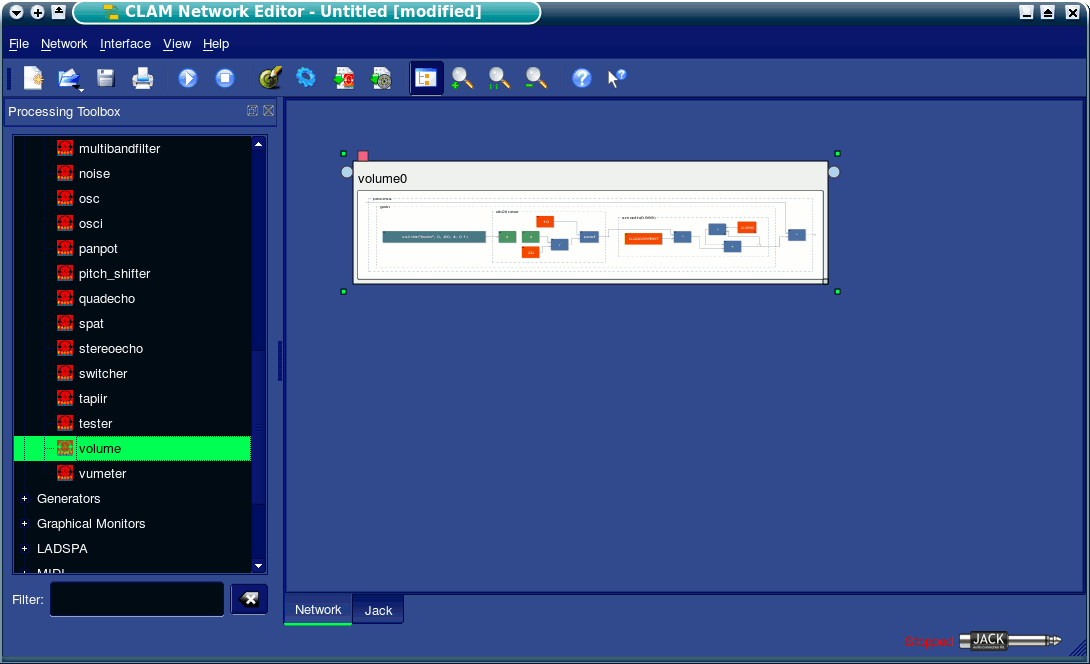 CLAM Network Editor - Untitled [modified]
File Network Interface View Help
Processing Toolbox
multibandfilter
noise
osc
osci
panpot
pitch_shifter
quadecho
spat
stereoecho
switcher
tapiir
tester
volume
vumeter
Generators
Graphical Monitors
LADSPA
MIDI
Filter:
volume0
Network
Jack
Stopped
JACK